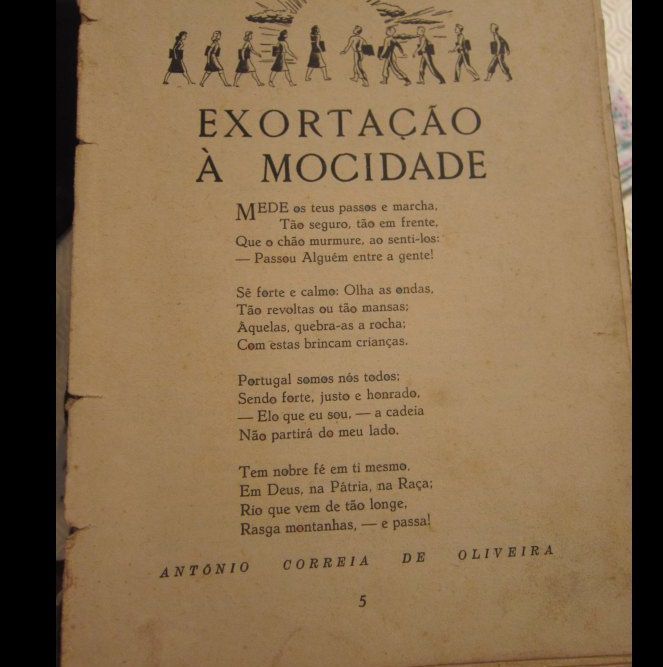 EXORTAÇÃO
À MOCIDADE
MEDE os teus passos e marcha,
Tão seguro, tão em frente,
Que o chão murmure, ao senti-los:
— Passou Alguém entre a gente!
Sê forte e calmo: Olha as ondas,
Tão revoltas ou tão mansas;
Àquelas, quebra-as a rocha;
Com estas brincam crianças.
Portugal somos nós todos;
Sendo forte, justo e honrado,
— Elo que eu sou, — a cadeia
Não partirá do meu lado.
Tem nobre fé em ti mesmo.
Em Deus, na Pátria, na Raça;
Rio que vem de tão longe,
Rasga montanhas, — e passa!
ANTÓNIO CORREIA DE OLIVEIRA
5